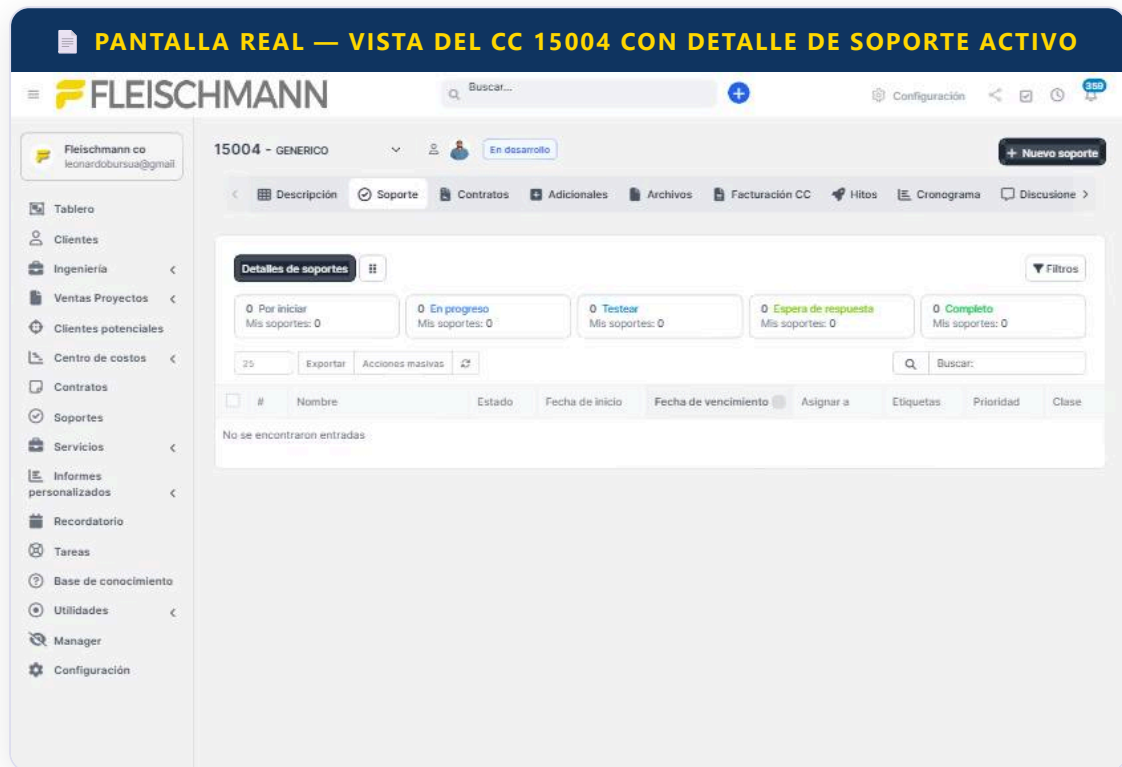 PANTALLA REAL — VISTA DEL CC 15004 CON DETALLE DE SOPORTE ACTIVO
FLEISCHMANN
Buscar...
Configuración
359
Fleischmann co
leonardobursua@gmail
Tablero
Clientes
Ingeniería
Ventas Proyectos
Clientes potenciales
Centro de costos
Contratos
Soportes
Servicios
Informes
personalizados
Recordatorio
Tareas
Base de conocimiento
Utilidades
Manager
Configuración
15004 - GENERICO
En desarrollo
+ Nuevo soporte
Descripción Soporte Contratos Adicionales Archivos Facturación CC Hitos Cronograma Discusione
Detalles de soportes
Filtros
0 Por iniciar
Mis soportes: 0
0 En progreso
Mis soportes: 0
0 Testear
Mis soportes: 0
0 Espera de respuesta
Mis soportes: 0
0 Completo
Mis soportes: 0
25 Exportar Acciones masivas
Buscar:
# Nombre Estado Fecha de inicio Fecha de vencimiento Asignar a Etiquetas Prioridad Clase
No se encontraron entradas